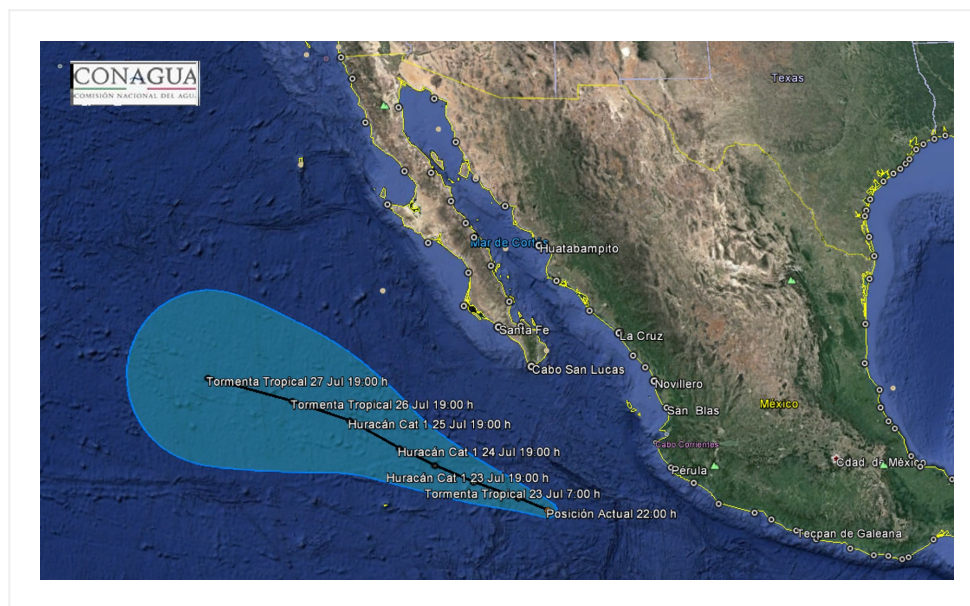 CONAGUA
COMISIÓN NACIONAL DEL AGUA
Texas
Mar de Cortés
Huatabampito
Santa Fe
La Cruz
Cabo San Lucas
Tormenta Tropical 27 Jul 19:00 h
Novillero
Tormenta Tropical 26 Jul 19:00 h
San Blas
México
Huracán Cat 1 25 Jul 19:00 h
Cabo Corrientes
Huracán Cat 1 24 Jul 19:00 h
Cdad. de México
Pérula
Huracán Cat 1 23 Jul 19:00 h
Tormenta Tropical 23 Jul 7:00 h
Posición Actual 22:00 h
Tecpan de Galeana